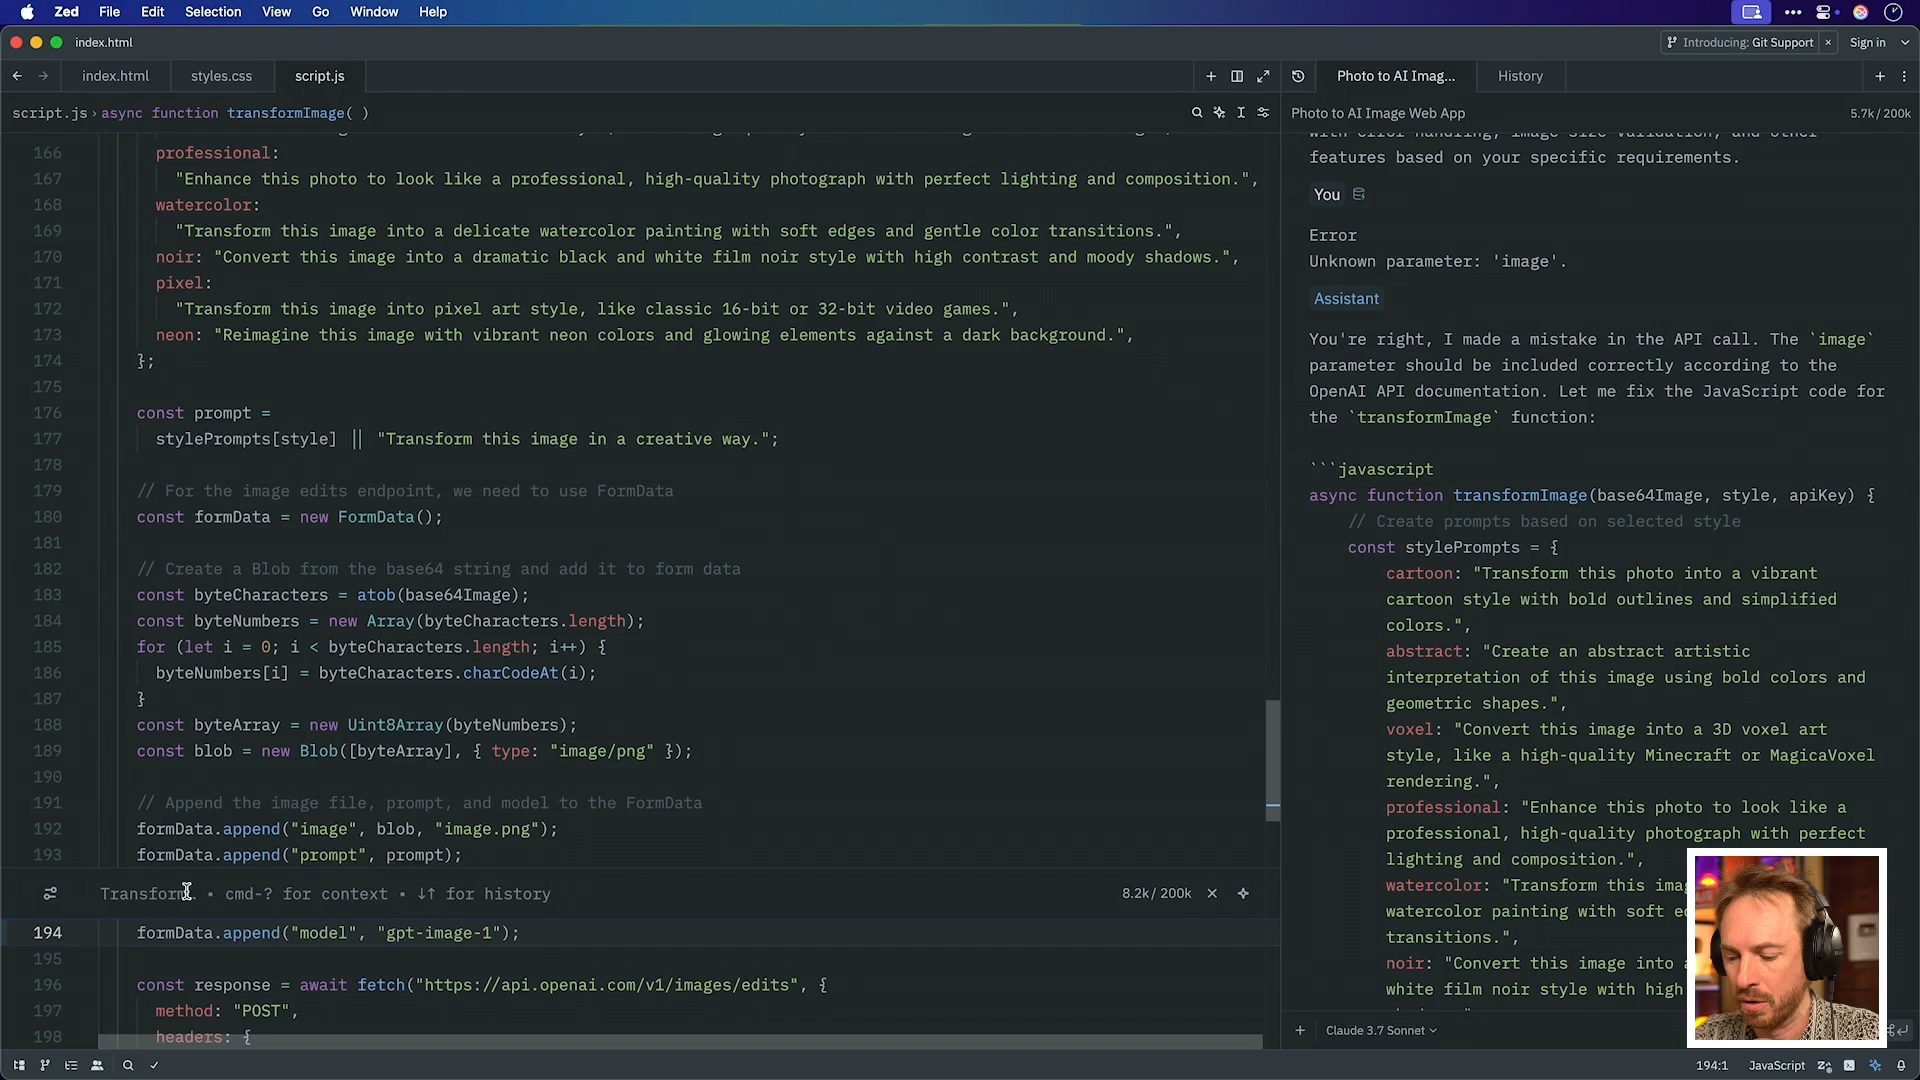 Zed File Edit Selection View Go Window Help
index.html
Introducing: Git Support × Sign in
index.html styles.css script.js
Photo to AI Imag... History
script.js › async function transformImage( )
Photo to AI Image Web App 5.7k/200k
166 professional:
167 "Enhance this photo to look like a professional, high-quality photograph with perfect lighting and composition.",
168 watercolor:
169 "Transform this image into a delicate watercolor painting with soft edges and gentle color transitions.",
170 noir: "Convert this image into a dramatic black and white film noir style with high contrast and moody shadows.",
171 pixel:
172 "Transform this image into pixel art style, like classic 16-bit or 32-bit video games.",
173 neon: "Reimagine this image with vibrant neon colors and glowing elements against a dark background.",
174 };
175
176 const prompt =
177 stylePrompts[style] || "Transform this image in a creative way.";
178
179 // For the image edits endpoint, we need to use FormData
180 const formData = new FormData();
181
182 // Create a Blob from the base64 string and add it to form data
183 const byteCharacters = atob(base64Image);
184 const byteNumbers = new Array(byteCharacters.length);
185 for (let i = 0; i < byteCharacters.length; i++) {
186 byteNumbers[i] = byteCharacters.charCodeAt(i);
187 }
188 const byteArray = new Uint8Array(byteNumbers);
189 const blob = new Blob([byteArray], { type: "image/png" });
190
191 // Append the image file, prompt, and model to the FormData
192 formData.append("image", blob, "image.png");
193 formData.append("prompt", prompt);
Transform… • cmd-? for context • ↓↑ for history 8.2k/200k ×
194 formData.append("model", "gpt-image-1");
195
196 const response = await fetch("https://api.openai.com/v1/images/edits", {
197 method: "POST",
198 headers: {
with error handling, image size validation, and other
features based on your specific requirements.
You
Error
Unknown parameter: 'image'.
Assistant
You're right, I made a mistake in the API call. The `image`
parameter should be included correctly according to the
OpenAI API documentation. Let me fix the JavaScript code for
the `transformImage` function:
```javascript
async function transformImage(base64Image, style, apiKey) {
// Create prompts based on selected style
const stylePrompts = {
cartoon: "Transform this photo into a vibrant
cartoon style with bold outlines and simplified
colors.",
abstract: "Create an abstract artistic
interpretation of this image using bold colors and
geometric shapes.",
voxel: "Convert this image into a 3D voxel art
style, like a high-quality Minecraft or MagicaVoxel
rendering.",
professional: "Enhance this photo to look like a
professional, high-quality photograph with perfect
lighting and composition.",
watercolor: "Transform this
watercolor painting with soft
transitions.",
noir: "Convert this image into
white film noir style with high
+ Claude 3.7 Sonnet
194:1 JavaScript